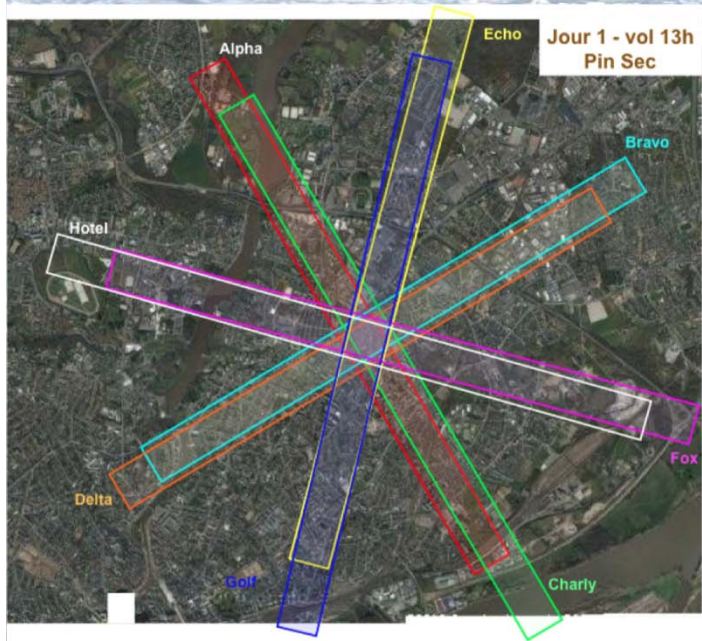 Alpha
Echo
Jour 1 - vol 13h
Pin Sec
Bravo
Hotel
Fox
Delta
Golf
Charly